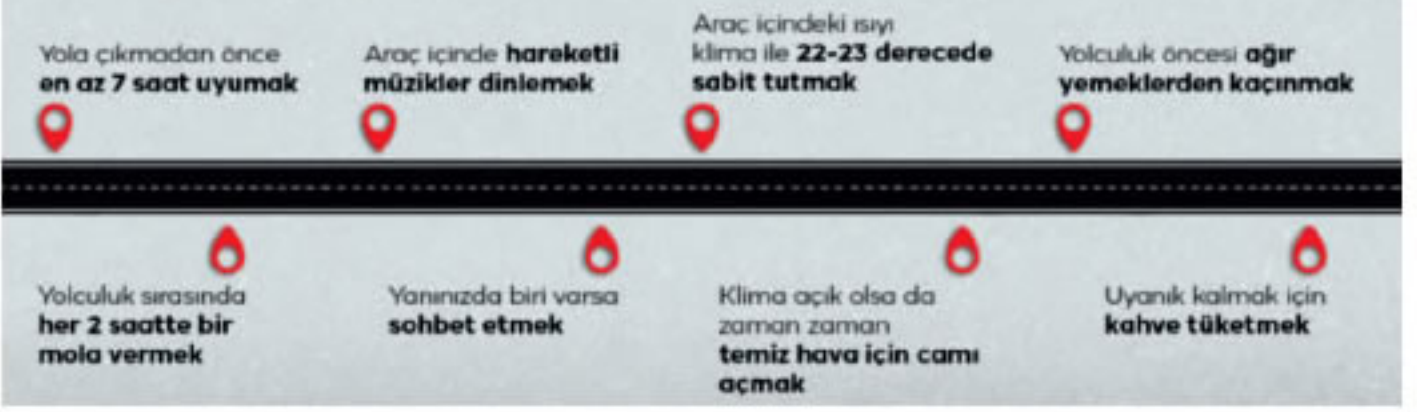 Yola çıkmadan önce
en az 7 saat uyumak
Araç içinde hareketli
müzikler dinlemek
Araç içindeki ısıyı
klima ile 22-23 derecede
sabit tutmak
Yolculuk öncesi ağır
yemeklerden kaçınmak
Yolculuk sırasında
her 2 saatte bir
mola vermek
Yanınızda biri varsa
sohbet etmek
Klima açık olsa da
zaman zaman
temiz hava için camı
açmak
Uyanık kalmak için
kahve tüketmek